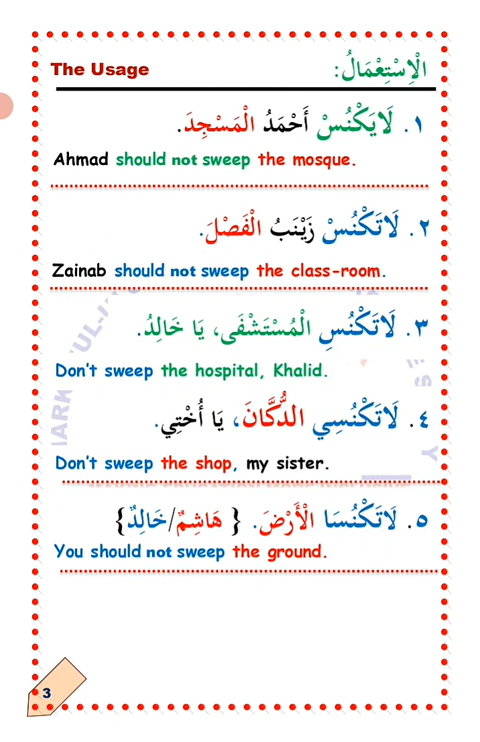 The Usage الْاِسْتِعْمَالُ:
١. لَايَكْنُسْ أَحْمَدُ الْمَسْجِدَ.
Ahmad should not sweep the mosque.
٢. لَاتَكْنُسْ زَيْنَبُ الْفَصْلَ.
Zainab should not sweep the class-room.
٣. لَاتَكْنُسِ الْمُسْتَشْفَى، يَا خَالِدُ.
Don't sweep the hospital, Khalid.
٤. لَاتَكْنُسِي الدُّكَّانَ، يَا أُخْتِي.
Don't sweep the shop, my sister.
٥. لَاتَكْنُسَا الْأَرْضَ. { هَاشِمٌ/خَالِدٌ}
You should not sweep the ground.
3